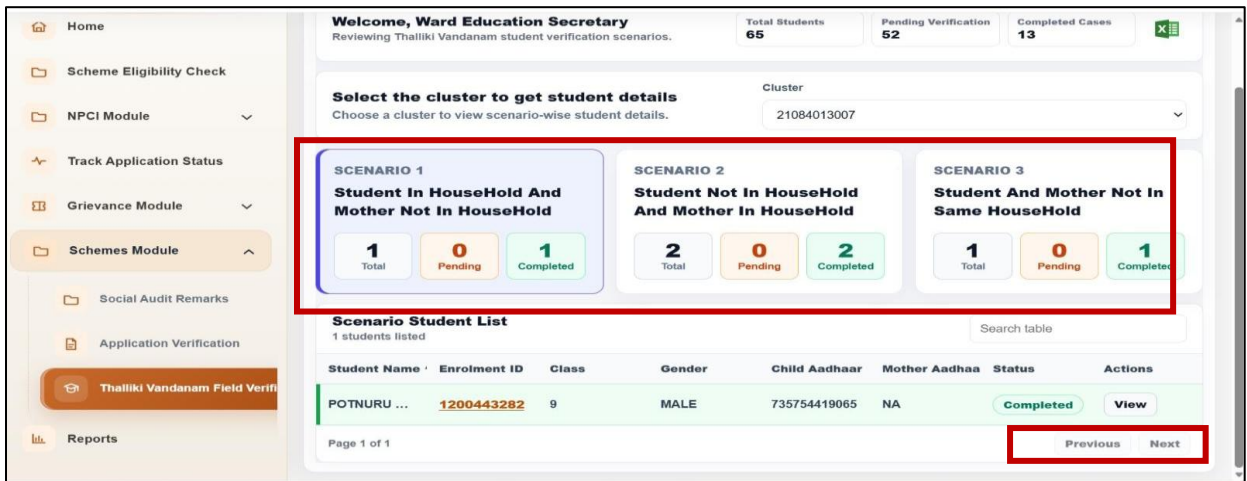 Home
Scheme Eligibility Check
NPCI Module
Track Application Status
Grievance Module
Schemes Module
Social Audit Remarks
Application Verification
Thalliki Vandanam Field Verifi
Reports
Welcome, Ward Education Secretary
Reviewing Thalliki Vandanam student verification scenarios.
Total Students
65
Pending Verification
52
Completed Cases
13
Select the cluster to get student details
Choose a cluster to view scenario-wise student details.
Cluster
21084013007
SCENARIO 1
Student In HouseHold And
Mother Not In HouseHold
1 0 1
Total Pending Completed
SCENARIO 2
Student Not In HouseHold
And Mother In HouseHold
2 0 2
Total Pending Completed
SCENARIO 3
Student And Mother Not In
Same HouseHold
1 0 1
Total Pending Completed
Scenario Student List
1 students listed
Search table
Student Name Enrolment ID Class Gender Child Aadhaar Mother Aadhaa Status Actions
POTNURU ... 1200443282 9 MALE 735754419065 NA Completed View
Page 1 of 1
Previous Next